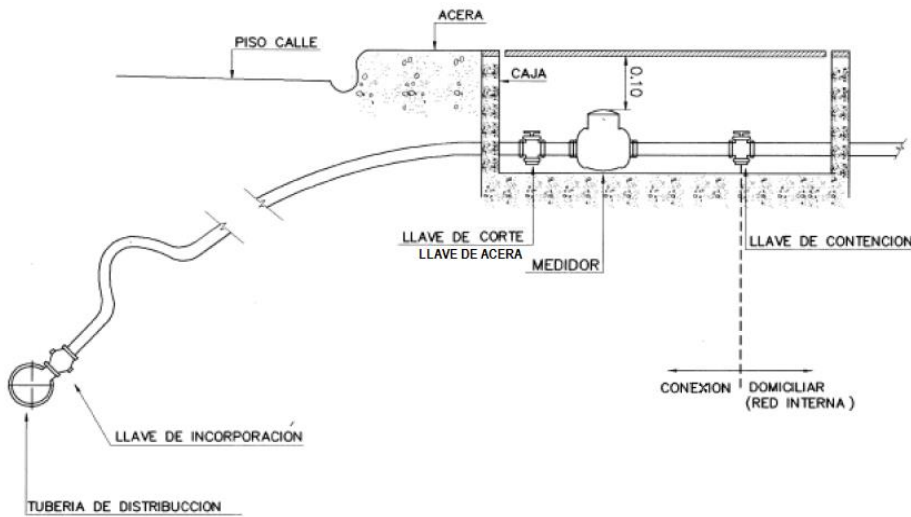 ACERA
PISO CALLE
CAJA
0.10
LLAVE DE CORTE
LLAVE DE ACERA
MEDIDOR
LLAVE DE CONTENCION
CONEXION
DOMICILIAR
(RED INTERNA)
LLAVE DE INCORPORACIÓN
TUBERIA DE DISTRIBUCCION